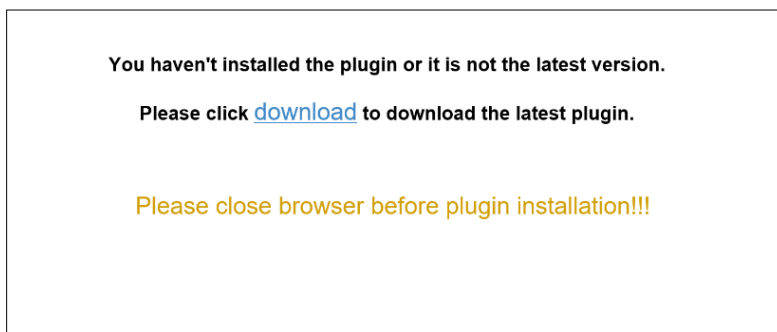 You haven't installed the plugin or it is not the latest version.
Please click download to download the latest plugin.
Please close browser before plugin installation!!!